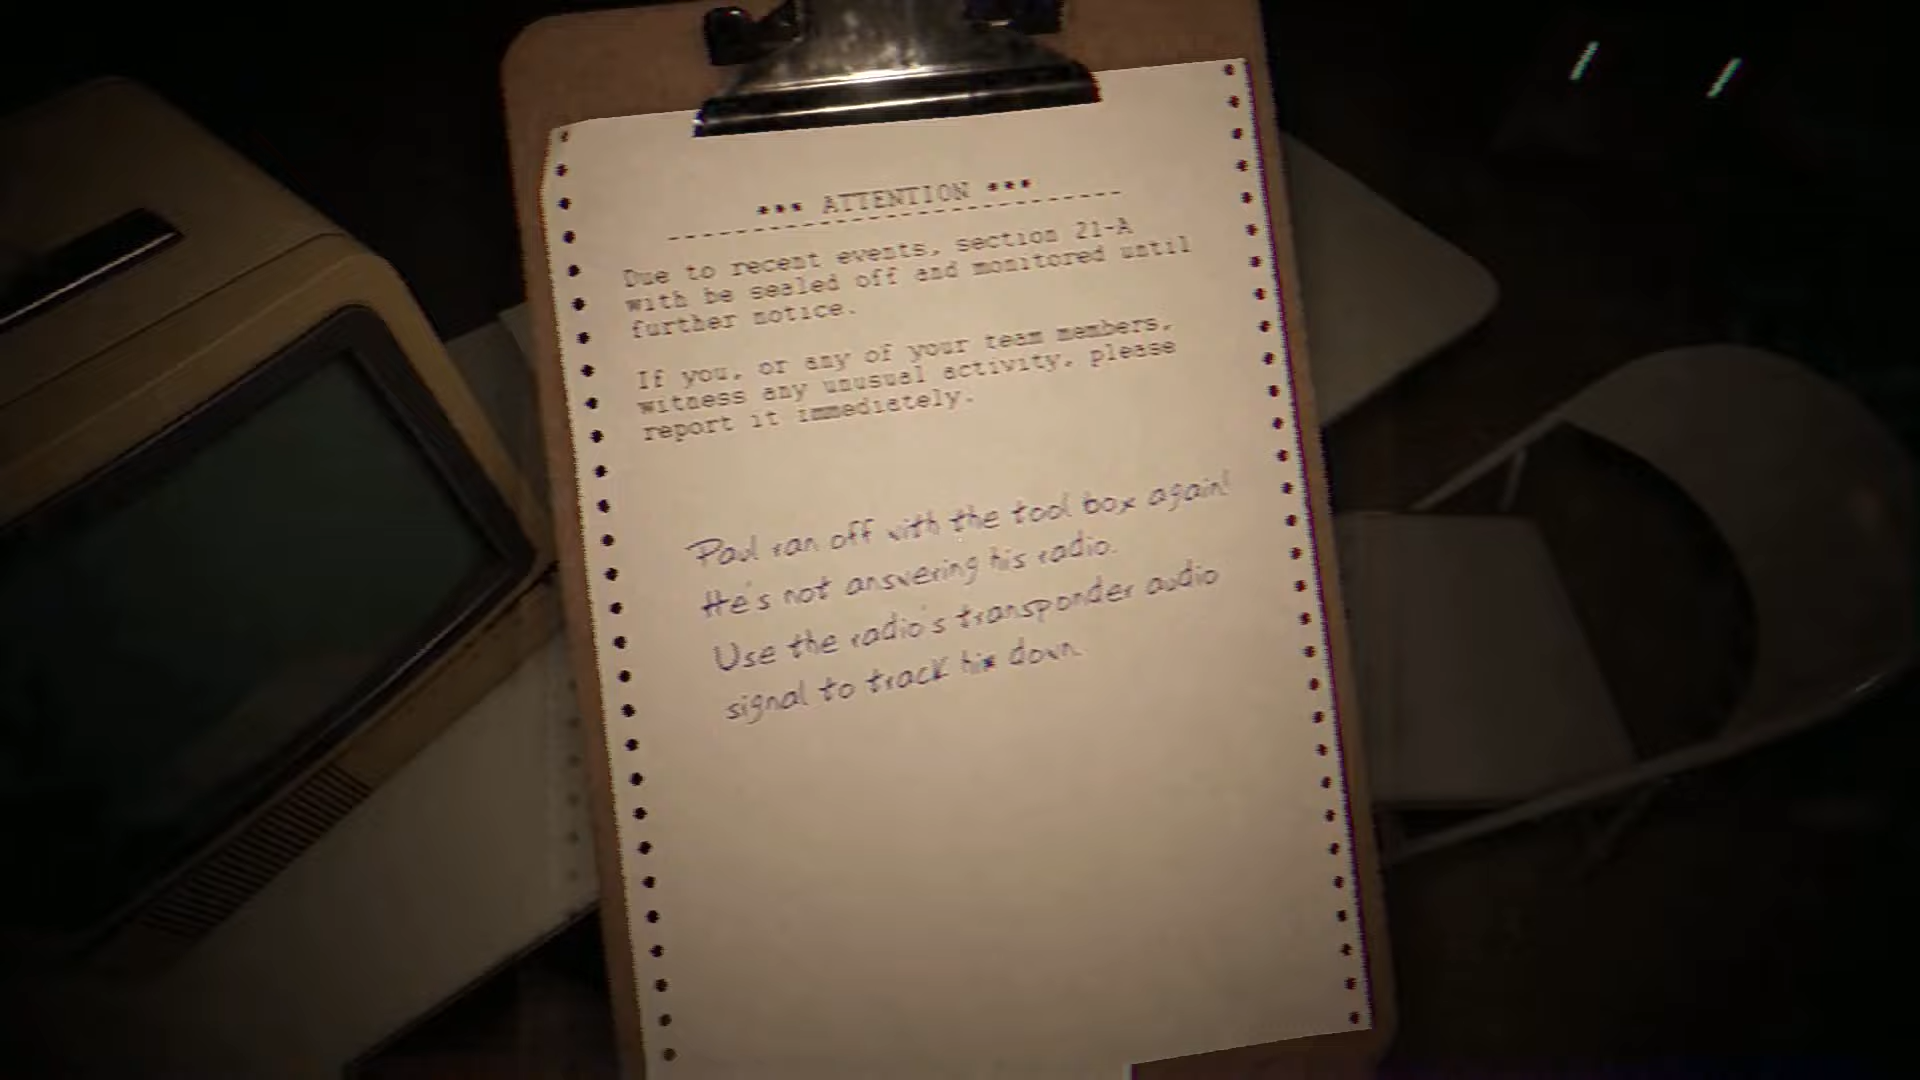 *** ATTENTION ***
--------------------------------
Due to recent events, section 21-A
with be sealed off and monitored until
further notice.
If you, or any of your team members,
witness any unusual activity, please
report it immediately.
Paul ran off with the tool box again!
He's not answering his radio.
Use the radio's transponder audio
signal to track him down.